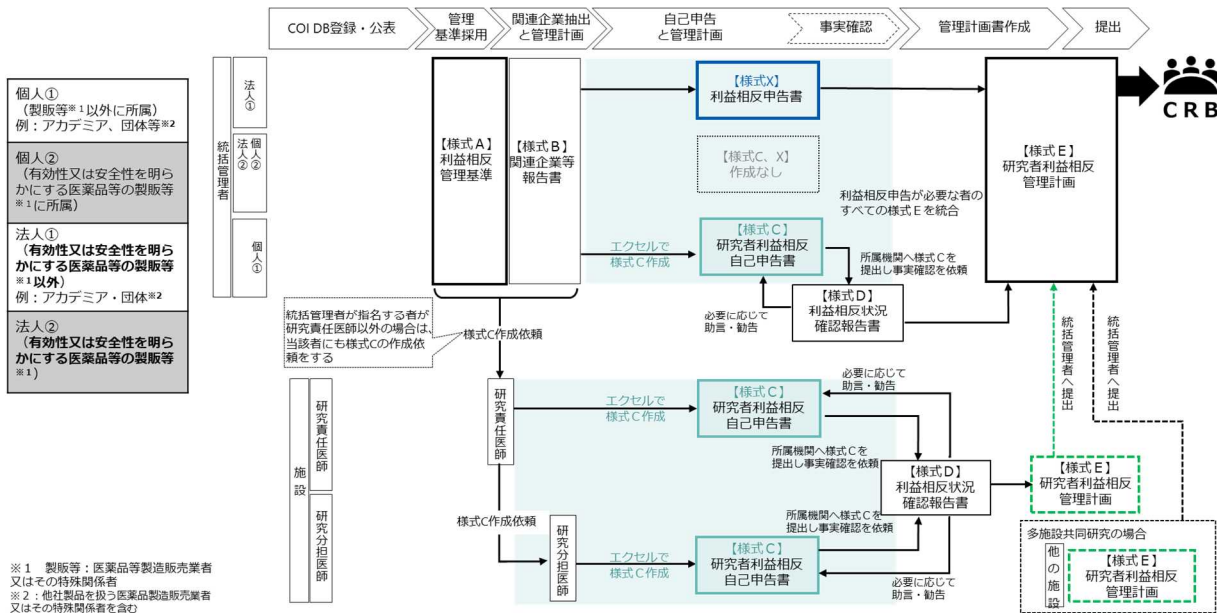 COI DB登録・公表
管理
基準採用
関連企業抽出
と管理計画
自己申告
と管理計画
事実確認
管理計画書作成
提出
個人①
(製販等※1以外に所属)
例：アカデミア、団体等※2
個人②
(有効性又は安全性を明ら
かにする医薬品等の製販等
※1に所属)
法人①
(有効性又は安全性を明ら
かにする医薬品等の製販等
※1以外)
例：アカデミア・団体※2
法人②
(有効性又は安全性を明ら
かにする医薬品等の製販等
※1)
統括管理者
法人①
個人②
法人②
個人①
【様式A】
利益相反
管理基準
【様式B】
関連企業等
報告書
【様式X】
利益相反申告書
【様式C、X】
作成なし
エクセルで
様式C作成
【様式C】
研究者利益相反
自己申告書
所属機関へ様式Cを
提出し事実確認を依頼
必要に応じて
助言・勧告
【様式D】
利益相反状況
確認報告書
利益相反申告が必要な者の
すべての様式Eを統合
【様式E】
研究者利益相反
管理計画
CRB
統括管理者が指名する者が
研究責任医師以外の場合は、
当該者にも様式Cの作成依
頼をする
様式C作成依頼
施設
研究責任医師
研究分担医師
研究責任医師
エクセルで
様式C作成
【様式C】
研究者利益相反
自己申告書
必要に応じて
助言・勧告
所属機関へ様式Cを
提出し事実確認を依頼
【様式D】
利益相反状況
確認報告書
様式C作成依頼
研究分担医師
エクセルで
様式C作成
【様式C】
研究者利益相反
自己申告書
所属機関へ様式Cを
提出し事実確認を依頼
必要に応じて
助言・勧告
【様式E】
研究者利益相反
管理計画
統括管理者へ提出
統括管理者へ提出
多施設共同研究の場合
他の施設
【様式E】
研究者利益相反
管理計画
※1　製販等：医薬品等製造販売業者
又はその特殊関係者
※2：他社製品を扱う医薬品製造販売業者
又はその特殊関係者を含む